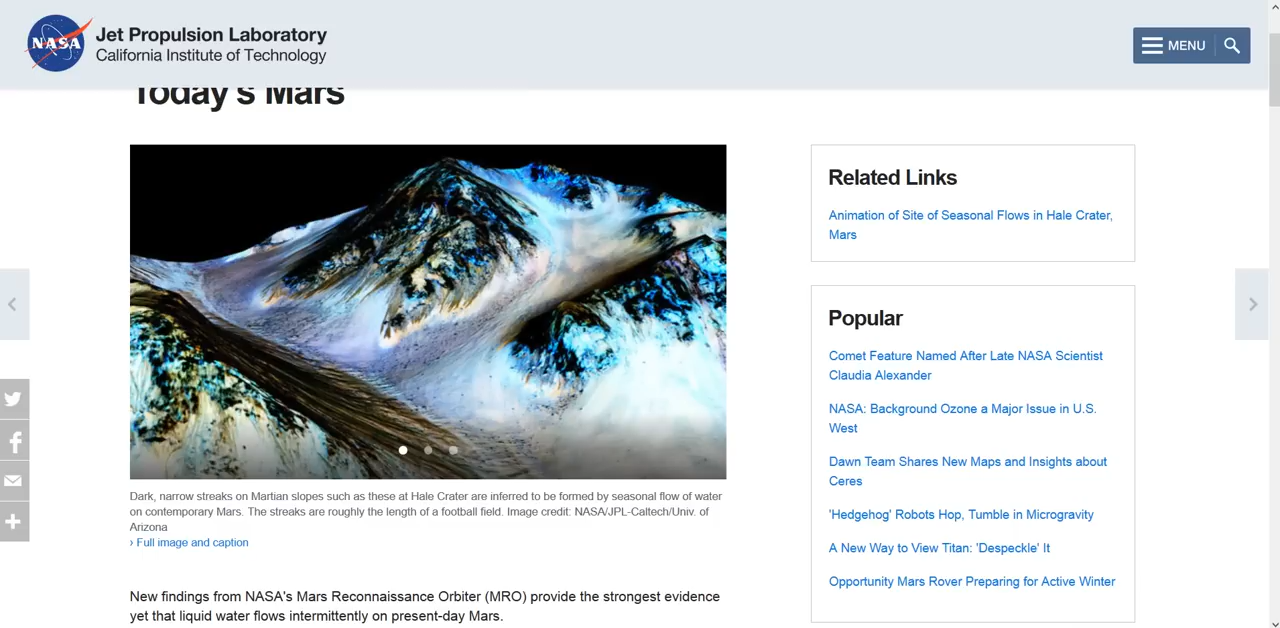 NASA
Jet Propulsion Laboratory
California Institute of Technology
MENU
Today's Mars
Dark, narrow streaks on Martian slopes such as these at Hale Crater are inferred to be formed by seasonal flow of water
on contemporary Mars. The streaks are roughly the length of a football field. Image credit: NASA/JPL-Caltech/Univ. of
Arizona
› Full image and caption
New findings from NASA's Mars Reconnaissance Orbiter (MRO) provide the strongest evidence
yet that liquid water flows intermittently on present-day Mars.
Related Links
Animation of Site of Seasonal Flows in Hale Crater,
Mars
Popular
Comet Feature Named After Late NASA Scientist
Claudia Alexander
NASA: Background Ozone a Major Issue in U.S.
West
Dawn Team Shares New Maps and Insights about
Ceres
'Hedgehog' Robots Hop, Tumble in Microgravity
A New Way to View Titan: 'Despeckle' It
Opportunity Mars Rover Preparing for Active Winter